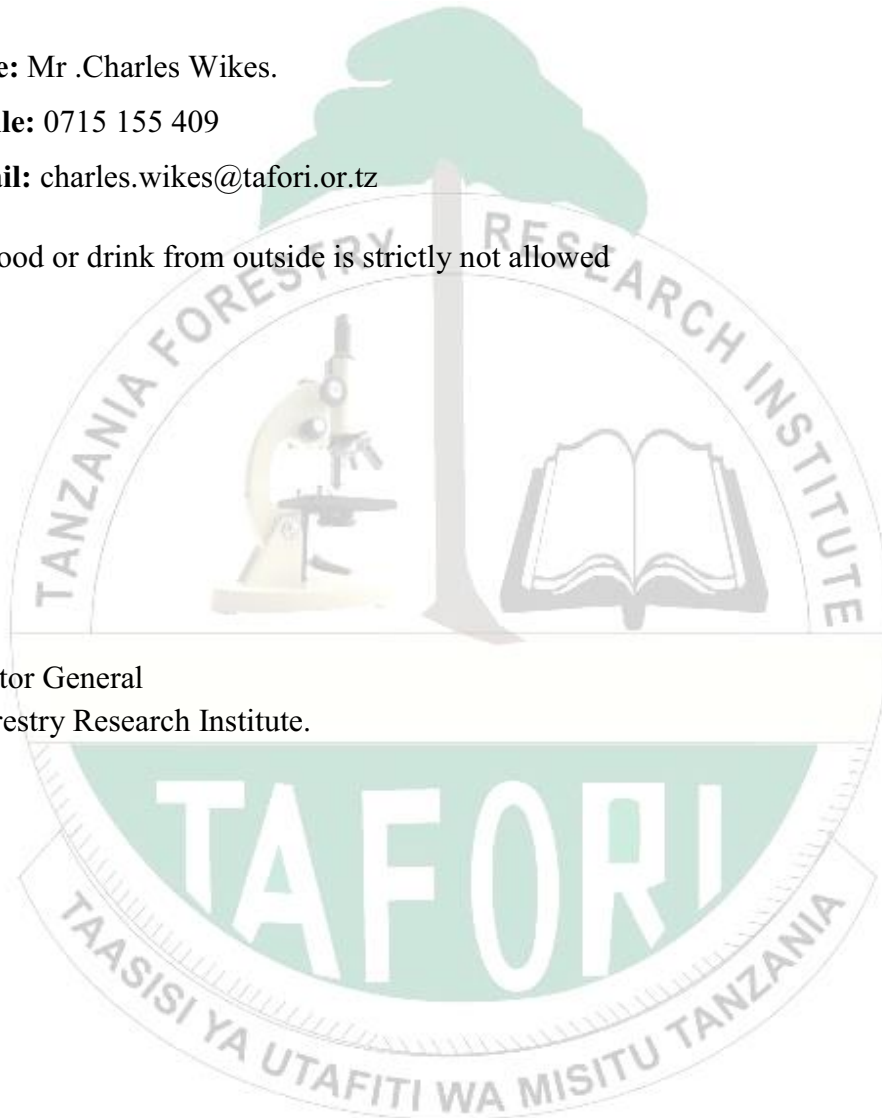 e: Mr .Charles Wikes.
le: 0715 155 409
ail: charles.wikes@tafori.or.tz
ood or drink from outside is strictly not allowed
TANZANIA FORESTRY RESEARCH INSTITUTE
tor General
restry Research Institute.
TAFORI
TAASISI YA UTAFITI WA MISITU TANZANIA